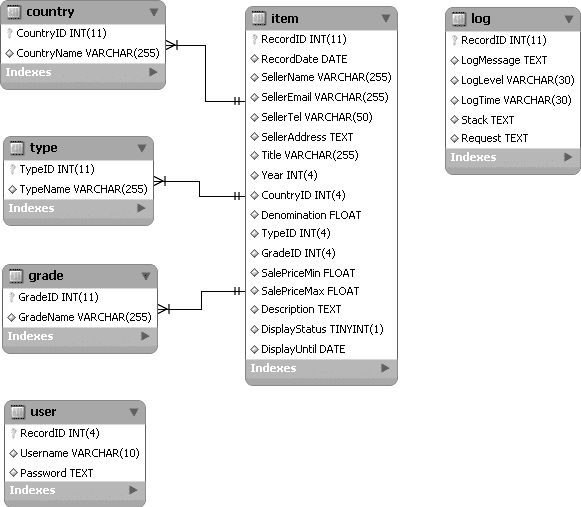 country
CountryID INT(11)
CountryName VARCHAR(255)
Indexes
type
TypeID INT(11)
TypeName VARCHAR(255)
Indexes
grade
GradeID INT(11)
GradeName VARCHAR(255)
Indexes
user
RecordID INT(4)
Username VARCHAR(10)
Password TEXT
Indexes
item
RecordID INT(11)
RecordDate DATE
SellerName VARCHAR(255)
SellerEmail VARCHAR(255)
SellerTel VARCHAR(50)
SellerAddress TEXT
Title VARCHAR(255)
Year INT(4)
CountryID INT(4)
Denomination FLOAT
TypeID INT(4)
GradeID INT(4)
SalePriceMin FLOAT
SalePriceMax FLOAT
Description TEXT
DisplayStatus TINYINT(1)
DisplayUntil DATE
Indexes
log
RecordID INT(11)
LogMessage TEXT
LogLevel VARCHAR(30)
LogTime VARCHAR(30)
Stack TEXT
Request TEXT
Indexes